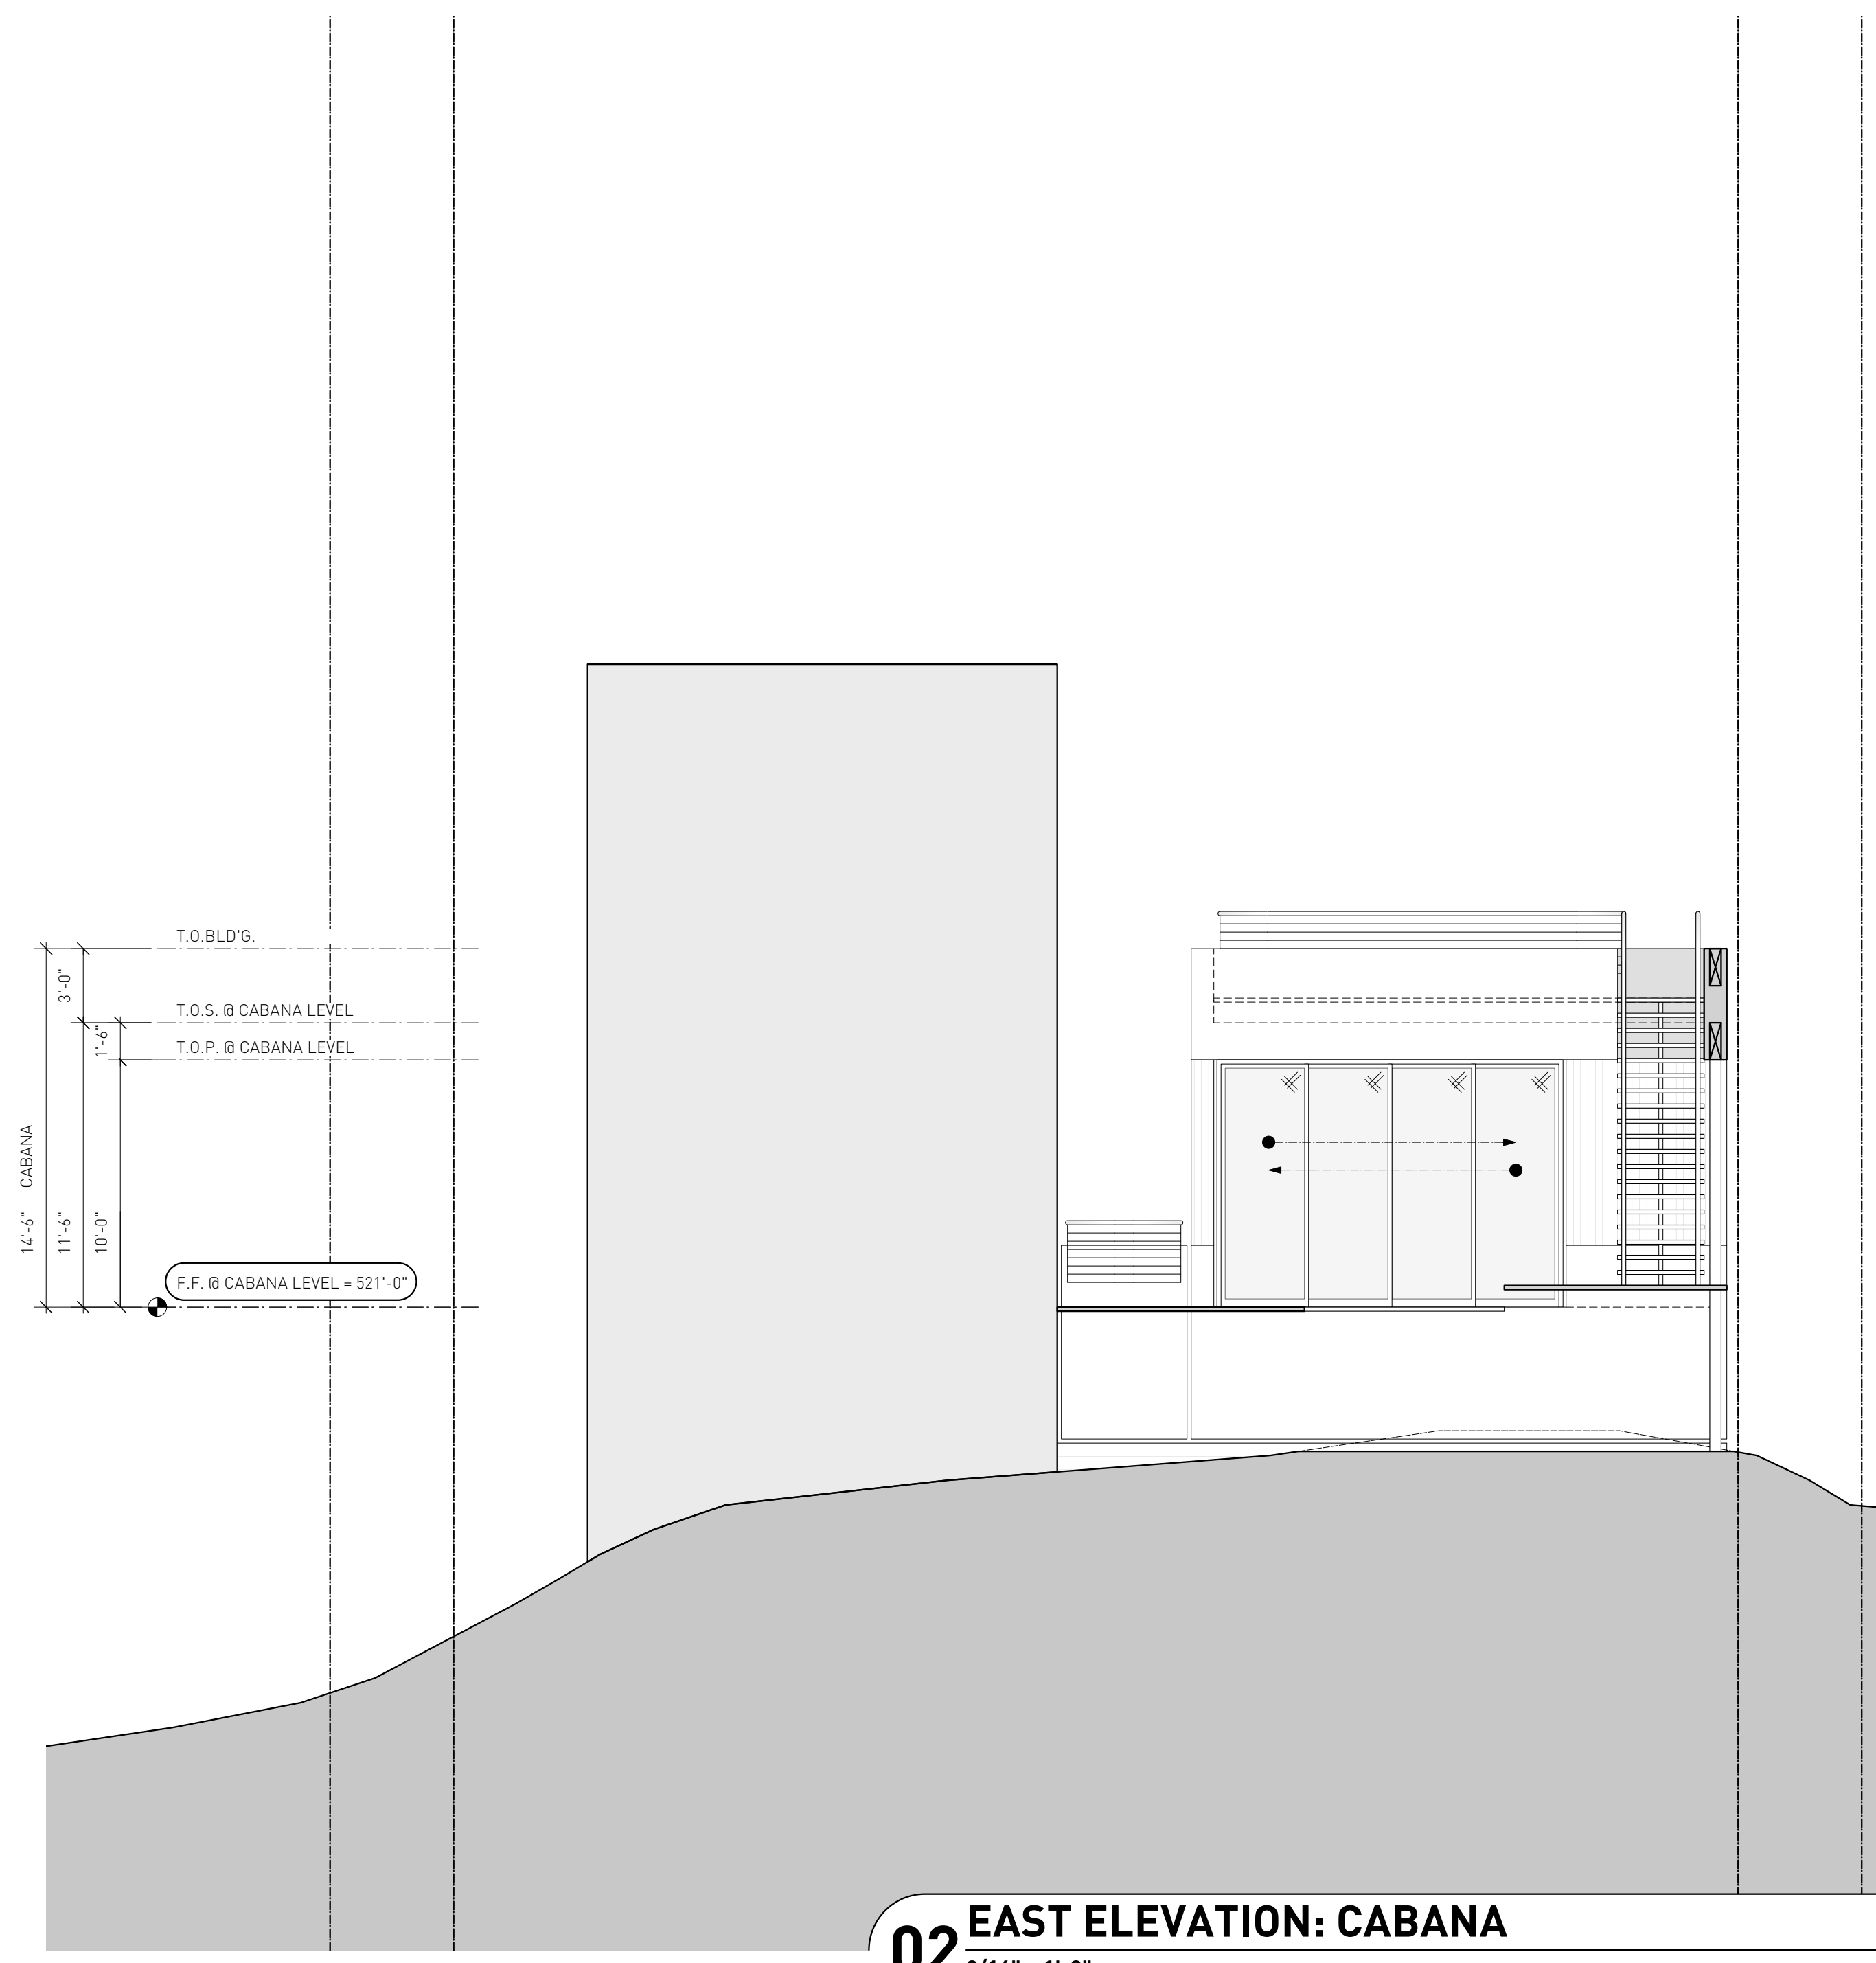 T.O.BLD'G.
3'-0"
T.O.S. @ CABANA LEVEL
1'-6"
T.O.P. @ CABANA LEVEL
14'-6" CABANA
11'-6"
10'-0"
F.F. @ CABANA LEVEL = 521'-0"
02
EAST ELEVATION: CABANA